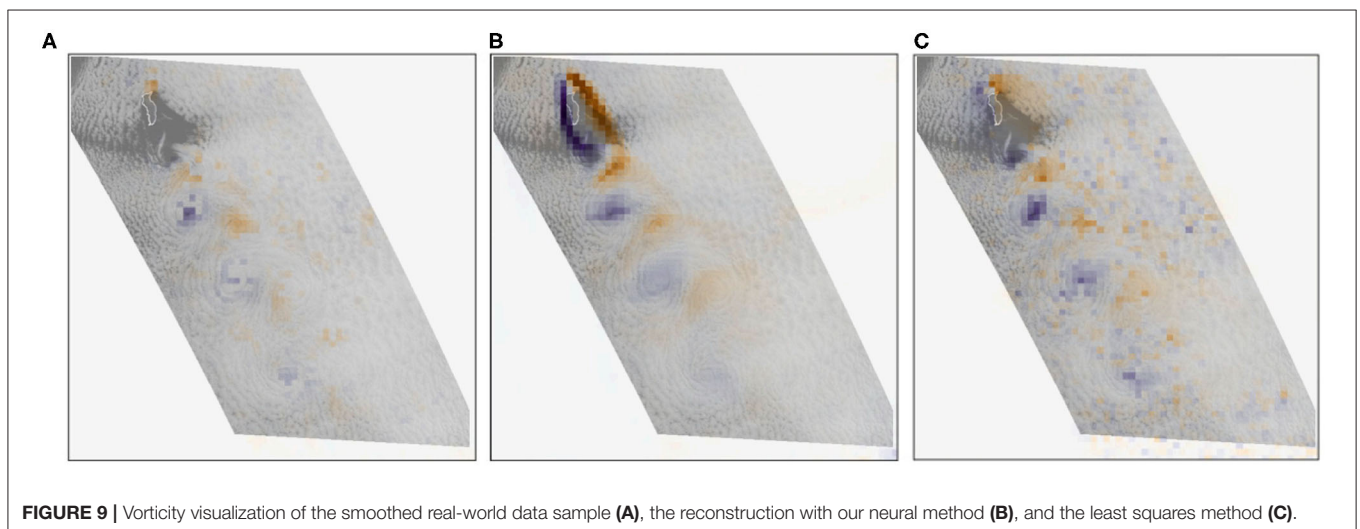 A
B
C
FIGURE 9 | Vorticity visualization of the smoothed real-world data sample (A), the reconstruction with our neural method (B), and the least squares method (C).